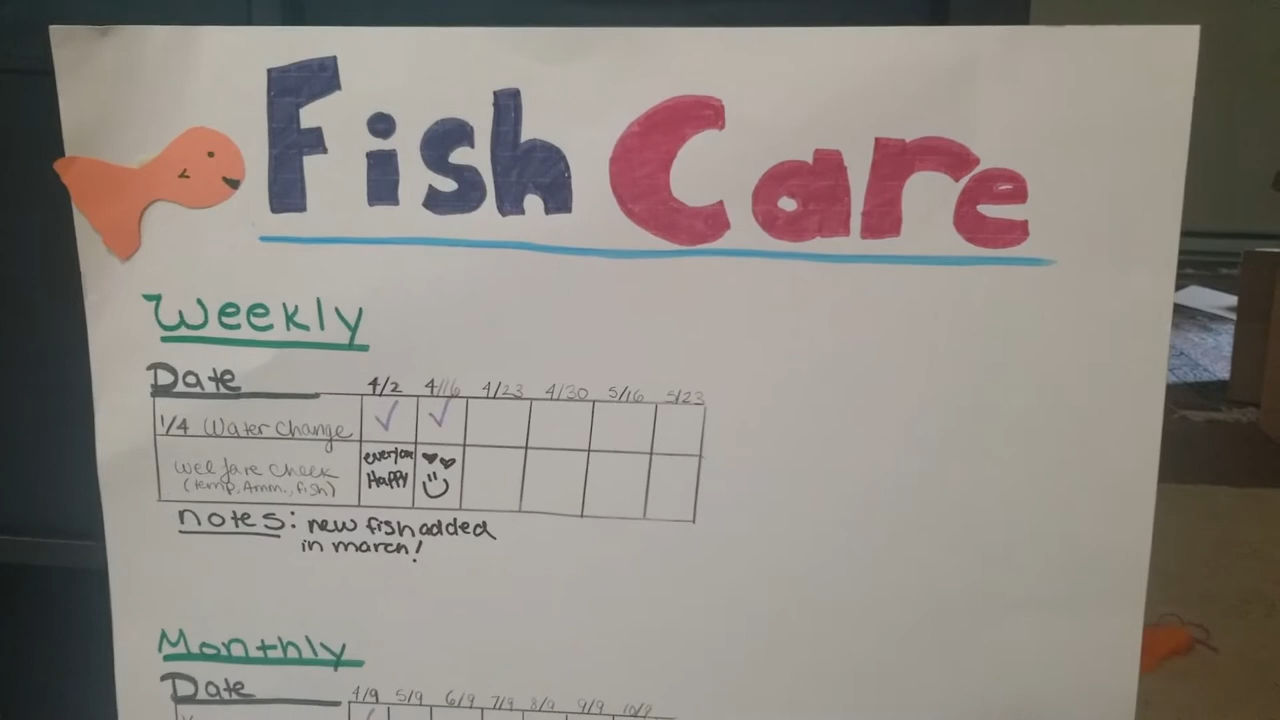 Fish Care
Weekly
Date 4/2 4/16 4/23 4/30 5/16 5/23
1/4 Water Change ✓ ✓
Welfare Check everyone
(temp, Amm., fish) Happy
notes: new fish added
in march!
Monthly
Date 4/9 5/9 6/9 7/9 8/9 9/9 10/9